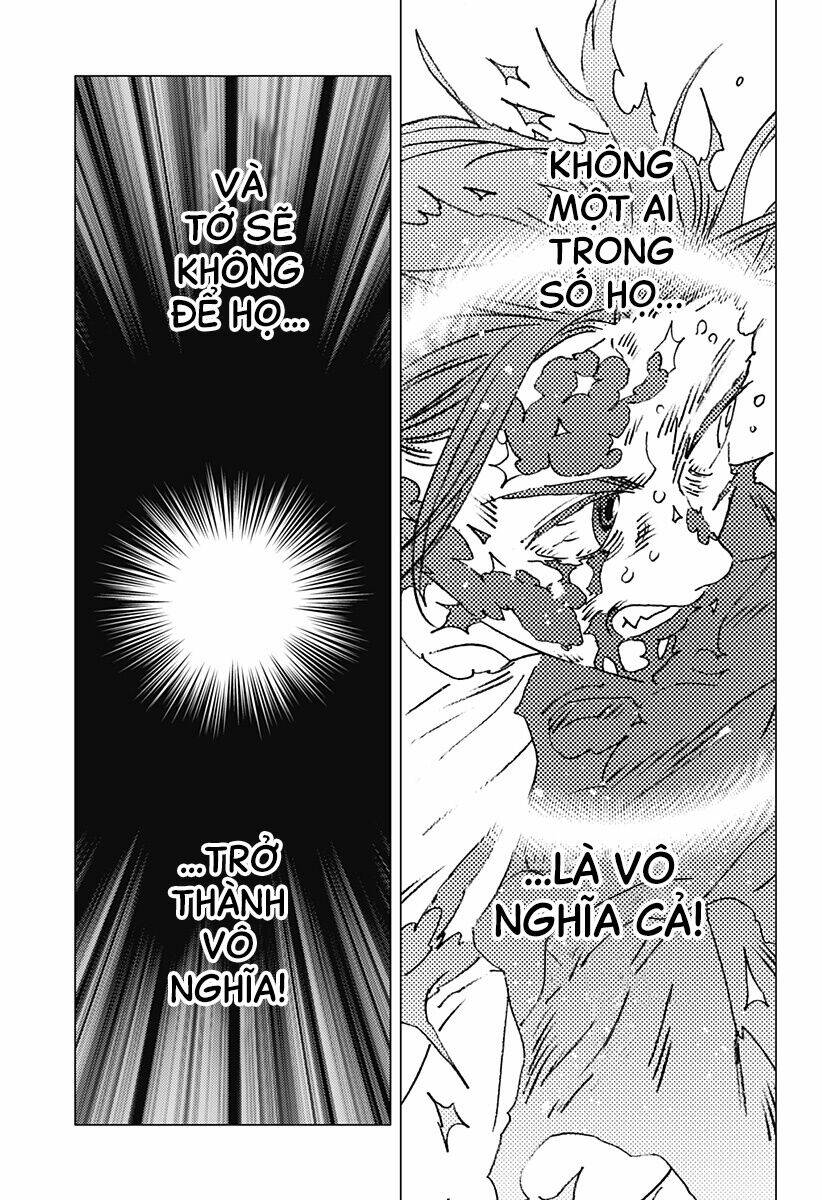 KHÔNG
MỘT AI
TRONG
SỐ HỌ...
...LÀ VÔ
NGHĨA CẢ!
VÀ
TỚ SẼ
KHÔNG
ĐỂ HỌ...
...TRỞ
THÀNH
VÔ
NGHĨA!